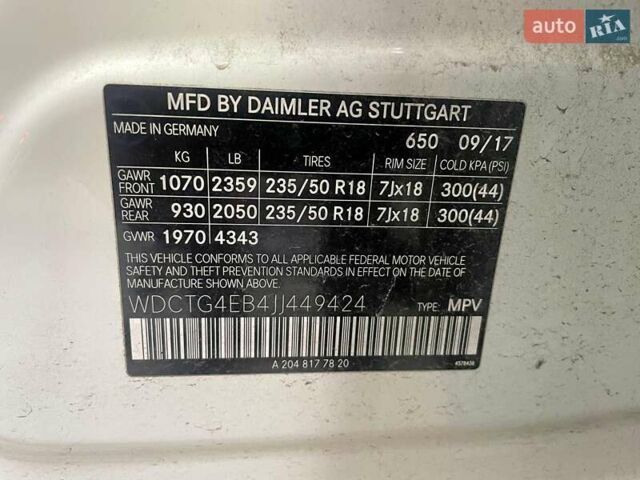 auto RIA.com
MFD BY DAIMLER AG STUTTGART
MADE IN GERMANY 650 09/17
KG LB TIRES RIM SIZE COLD KPA (PSI)
GAWR FRONT 1070 2359 235/50 R18 7Jx18 300(44)
GAWR REAR 930 2050 235/50 R18 7Jx18 300(44)
GVWR 1970 4343
THIS VEHICLE CONFORMS TO ALL APPLICABLE FEDERAL MOTOR VEHICLE
SAFETY AND THEFT PREVENTION STANDARDS IN EFFECT ON THE DATE
OF MANUFACTURE SHOWN ABOVE.
WDCTG4EB4JJ449424 TYPE: MPV
A 204 817 78 20